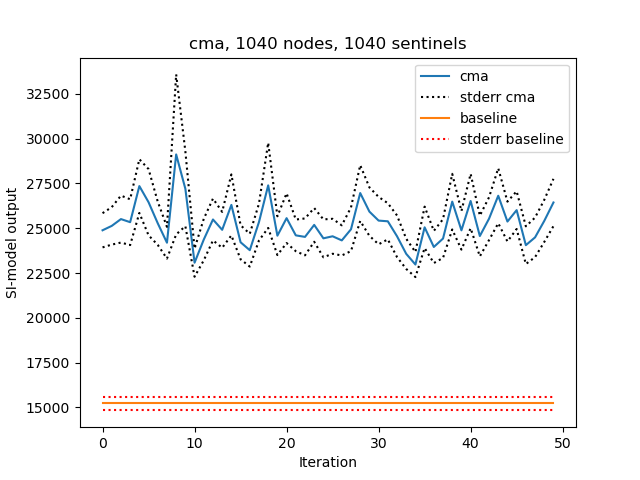 cma, 1040 nodes, 1040 sentinels
cma
stderr cma
baseline
stderr baseline
SI-model output
32500
30000
27500
25000
22500
20000
17500
15000
0 10 20 30 40 50
Iteration